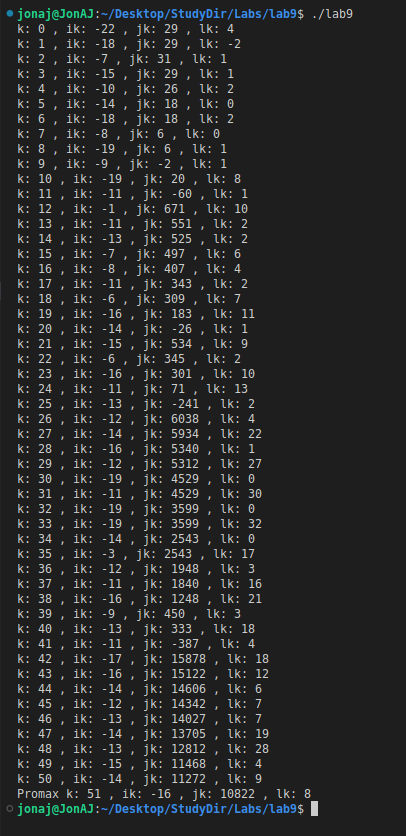 jonaj@JonAJ:~/Desktop/StudyDir/Labs/lab9$ ./lab9
k: 0 , ik: -22 , jk: 29 , lk: 4
k: 1 , ik: -18 , jk: 29 , lk: -2
k: 2 , ik: -7 , jk: 31 , lk: 1
k: 3 , ik: -15 , jk: 29 , lk: 1
k: 4 , ik: -10 , jk: 26 , lk: 2
k: 5 , ik: -14 , jk: 18 , lk: 0
k: 6 , ik: -18 , jk: 18 , lk: 2
k: 7 , ik: -8 , jk: 6 , lk: 0
k: 8 , ik: -19 , jk: 6 , lk: 1
k: 9 , ik: -9 , jk: -2 , lk: 1
k: 10 , ik: -19 , jk: 20 , lk: 8
k: 11 , ik: -11 , jk: -60 , lk: 1
k: 12 , ik: -1 , jk: 671 , lk: 10
k: 13 , ik: -11 , jk: 551 , lk: 2
k: 14 , ik: -13 , jk: 525 , lk: 2
k: 15 , ik: -7 , jk: 497 , lk: 6
k: 16 , ik: -8 , jk: 407 , lk: 4
k: 17 , ik: -11 , jk: 343 , lk: 2
k: 18 , ik: -6 , jk: 309 , lk: 7
k: 19 , ik: -16 , jk: 183 , lk: 11
k: 20 , ik: -14 , jk: -26 , lk: 1
k: 21 , ik: -15 , jk: 534 , lk: 9
k: 22 , ik: -6 , jk: 345 , lk: 2
k: 23 , ik: -16 , jk: 301 , lk: 10
k: 24 , ik: -11 , jk: 71 , lk: 13
k: 25 , ik: -13 , jk: -241 , lk: 2
k: 26 , ik: -12 , jk: 6038 , lk: 4
k: 27 , ik: -14 , jk: 5934 , lk: 22
k: 28 , ik: -16 , jk: 5340 , lk: 1
k: 29 , ik: -12 , jk: 5312 , lk: 27
k: 30 , ik: -19 , jk: 4529 , lk: 0
k: 31 , ik: -11 , jk: 4529 , lk: 30
k: 32 , ik: -19 , jk: 3599 , lk: 0
k: 33 , ik: -19 , jk: 3599 , lk: 32
k: 34 , ik: -14 , jk: 2543 , lk: 0
k: 35 , ik: -3 , jk: 2543 , lk: 17
k: 36 , ik: -12 , jk: 1948 , lk: 3
k: 37 , ik: -11 , jk: 1840 , lk: 16
k: 38 , ik: -16 , jk: 1248 , lk: 21
k: 39 , ik: -9 , jk: 450 , lk: 3
k: 40 , ik: -13 , jk: 333 , lk: 18
k: 41 , ik: -11 , jk: -387 , lk: 4
k: 42 , ik: -17 , jk: 15878 , lk: 18
k: 43 , ik: -16 , jk: 15122 , lk: 12
k: 44 , ik: -14 , jk: 14606 , lk: 6
k: 45 , ik: -12 , jk: 14342 , lk: 7
k: 46 , ik: -13 , jk: 14027 , lk: 7
k: 47 , ik: -14 , jk: 13705 , lk: 19
k: 48 , ik: -13 , jk: 12812 , lk: 28
k: 49 , ik: -15 , jk: 11468 , lk: 4
k: 50 , ik: -14 , jk: 11272 , lk: 9
Promax k: 51 , ik: -16 , jk: 10822 , lk: 8
jonaj@JonAJ:~/Desktop/StudyDir/Labs/lab9$